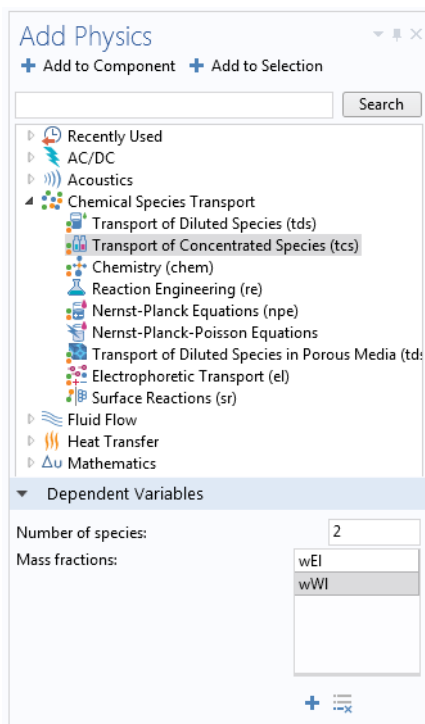 Add Physics
Add to Component Add to Selection
Search
Recently Used
AC/DC
Acoustics
Chemical Species Transport
Transport of Diluted Species (tds)
Transport of Concentrated Species (tcs)
Chemistry (chem)
Reaction Engineering (re)
Nernst-Planck Equations (npe)
Nernst-Planck-Poisson Equations
Transport of Diluted Species in Porous Media (tds
Electrophoretic Transport (el)
Surface Reactions (sr)
Fluid Flow
Heat Transfer
Δu Mathematics
Dependent Variables
Number of species: 2
Mass fractions: wEI
wWI